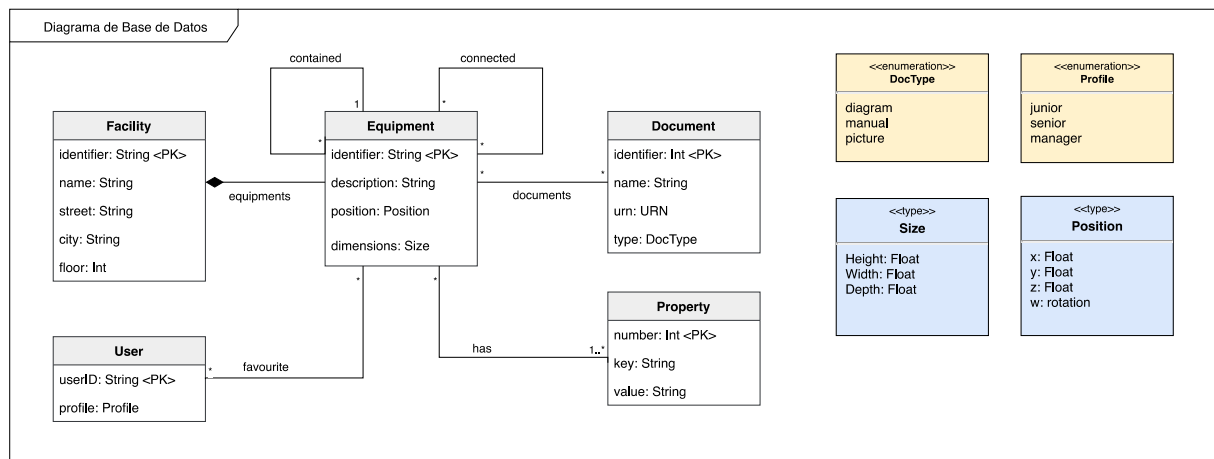 Diagrama de Base de Datos
contained
connected
1
*
*
*
Facility
identifier: String <PK>
name: String
street: String
city: String
floor: Int
equipments
Equipment
identifier: String <PK>
description: String
position: Position
dimensions: Size
*
*
documents
Document
identifier: Int <PK>
name: String
urn: URN
type: DocType
*
*
User
userID: String <PK>
profile: Profile
*
favourite
has
1..*
Property
number: Int <PK>
key: String
value: String
<<enumeration>>
DocType
diagram
manual
picture
<<enumeration>>
Profile
junior
senior
manager
<<type>>
Size
Height: Float
Width: Float
Depth: Float
<<type>>
Position
x: Float
y: Float
z: Float
w: rotation